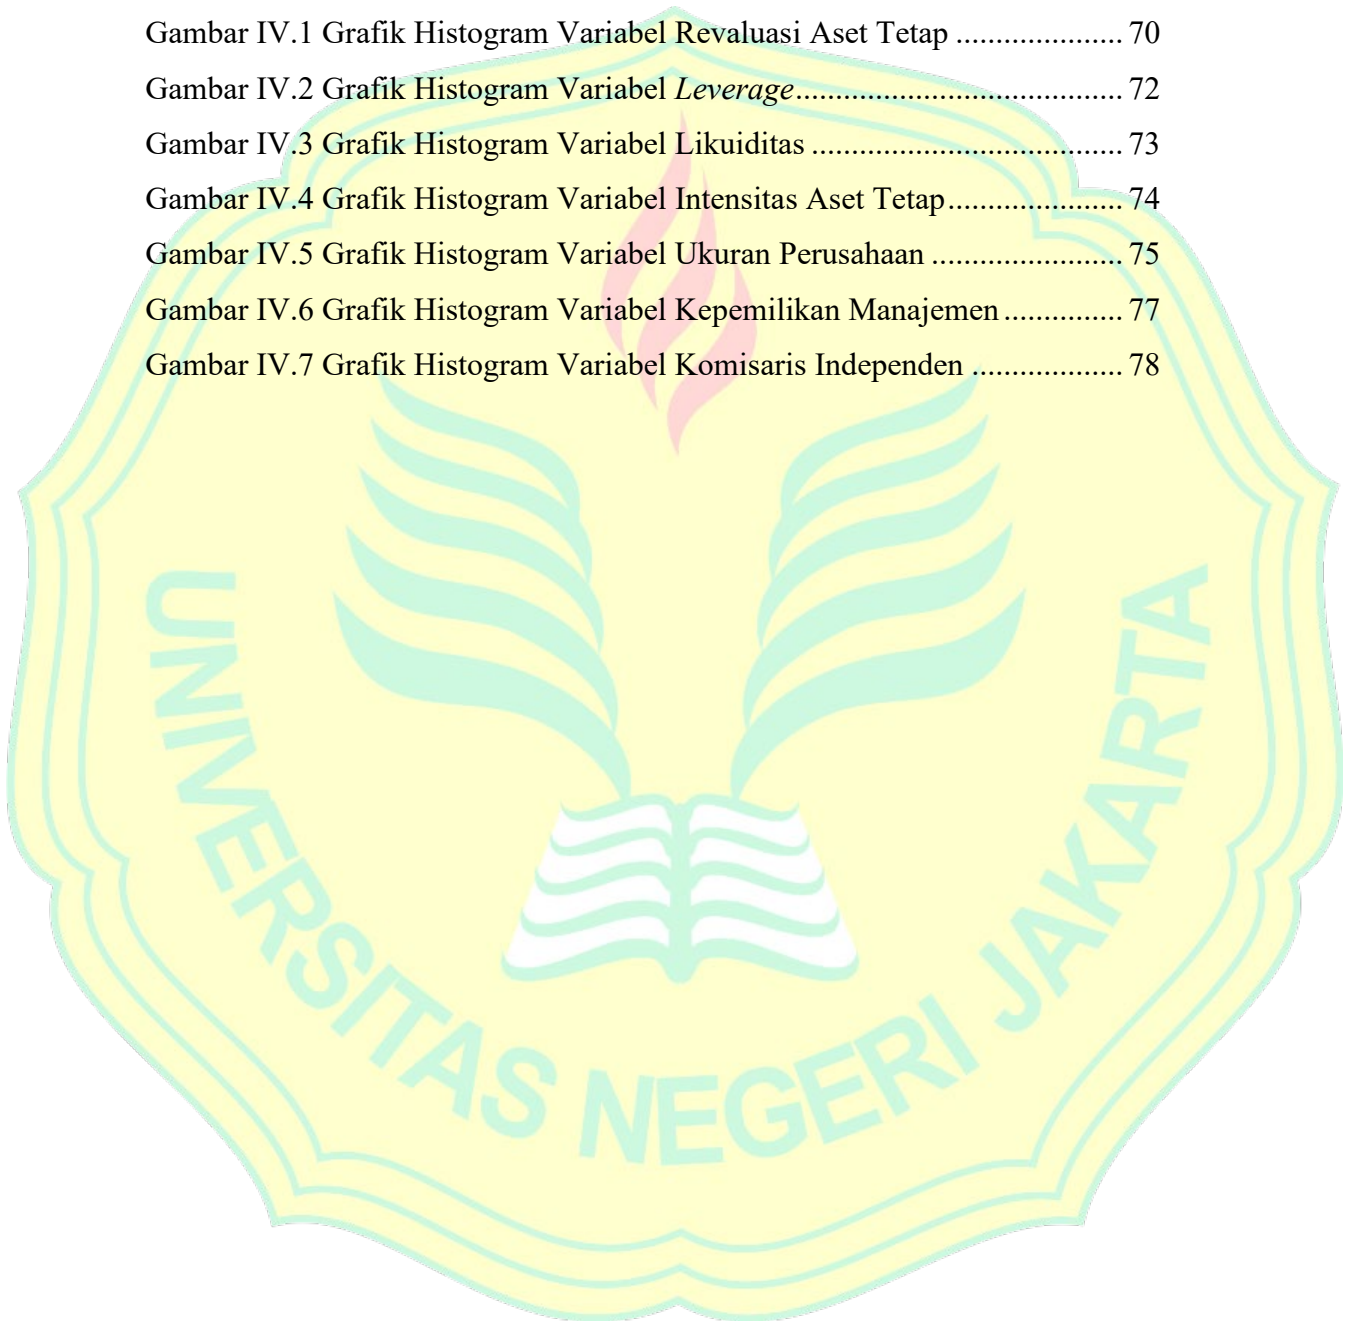 Gambar IV.1 Grafik Histogram Variabel Revaluasi Aset Tetap ..................... 70
Gambar IV.2 Grafik Histogram Variabel Leverage......................................... 72
Gambar IV.3 Grafik Histogram Variabel Likuiditas ....................................... 73
Gambar IV.4 Grafik Histogram Variabel Intensitas Aset Tetap...................... 74
Gambar IV.5 Grafik Histogram Variabel Ukuran Perusahaan ........................ 75
Gambar IV.6 Grafik Histogram Variabel Kepemilikan Manajemen............... 77
Gambar IV.7 Grafik Histogram Variabel Komisaris Independen ................... 78
UNIVERSITAS NEGERI JAKARTA